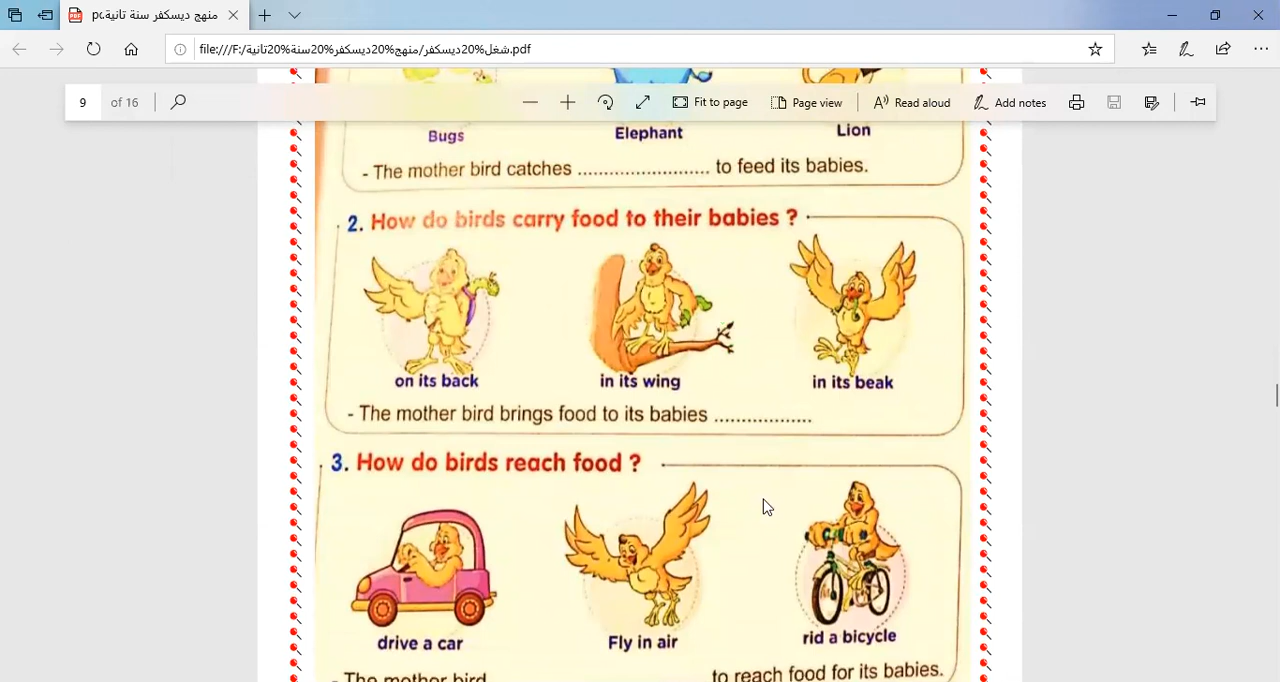 منهج ديسكفر سنة تانية.pc
file:///F:/شغل%20ديسكفر/منهج%20ديسكفر%20سنة%20تانية.pdf
9 of 16
Fit to page
Page view
Read aloud
Add notes
Bugs
Elephant
Lion
- The mother bird catches .......................... to feed its babies.
2. How do birds carry food to their babies ?
on its back
in its wing
in its beak
- The mother bird brings food to its babies ..................
3. How do birds reach food ?
drive a car
Fly in air
rid a bicycle
- The mother bird to reach food for its babies.